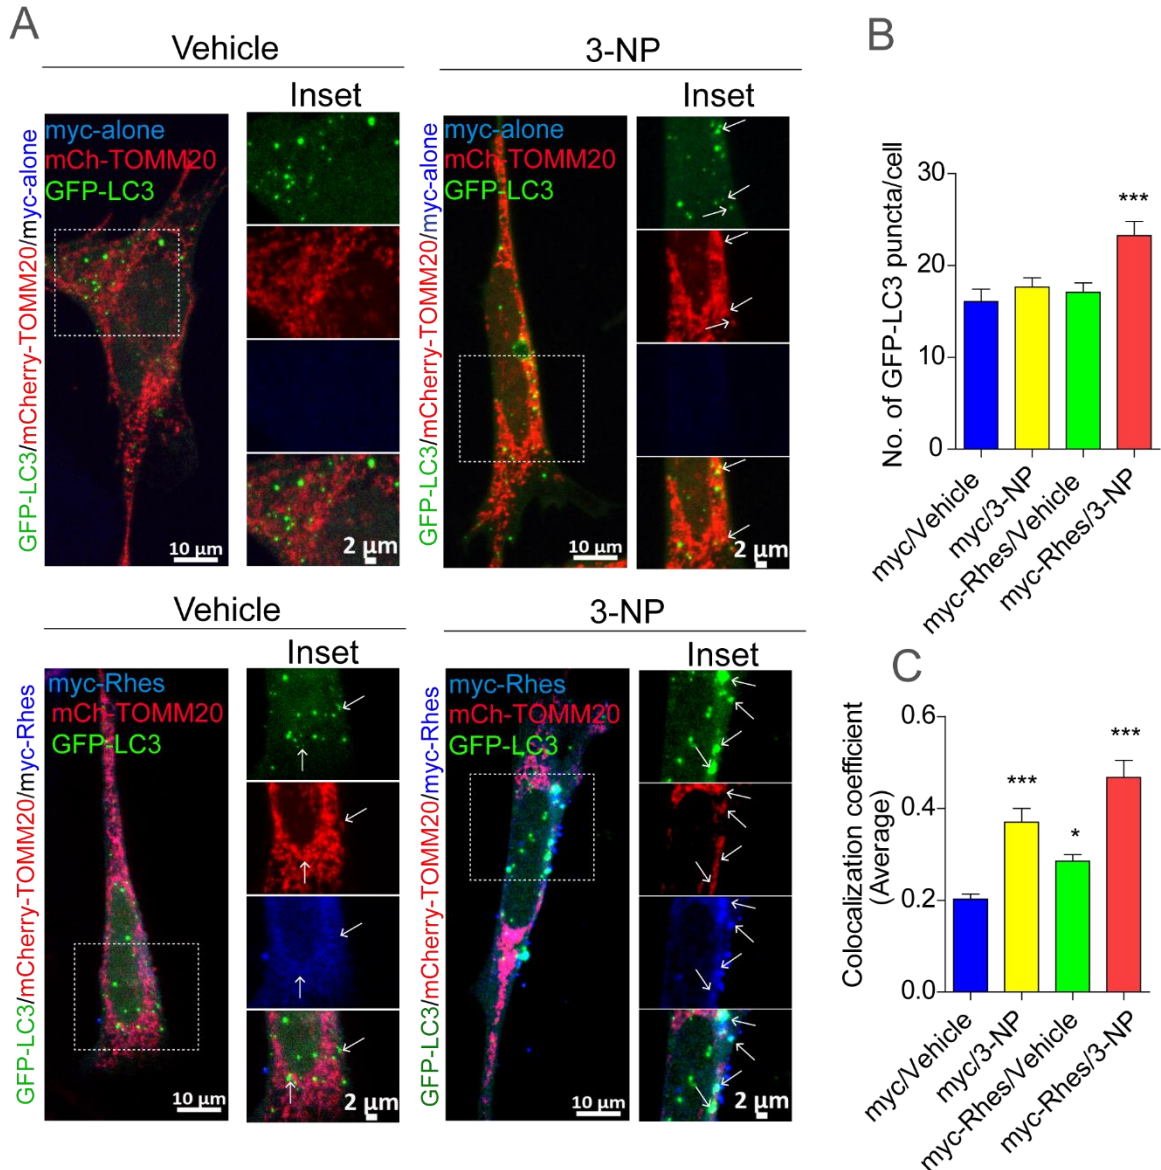 A
Vehicle
Inset
GFP-LC3/mCherry-TOMM20/myc-alone
myc-alone
mCh-TOMM20
GFP-LC3
10 µm
2 µm
3-NP
Inset
GFP-LC3/mCherry-TOMM20/myc-alone
myc-alone
mCh-TOMM20
GFP-LC3
10 µm
2 µm
Vehicle
Inset
GFP-LC3/mCherry-TOMM20/myc-Rhes
myc-Rhes
mCh-TOMM20
GFP-LC3
10 µm
2 µm
3-NP
Inset
GFP-LC3/mCherry-TOMM20/myc-Rhes
myc-Rhes
mCh-TOMM20
GFP-LC3
10 µm
2 µm
B
No. of GFP-LC3 puncta/cell
30
20
10
0
***
myc/Vehicle
myc/3-NP
myc-Rhes/Vehicle
myc-Rhes/3-NP
C
Colocalization coefficient
(Average)
0.6
0.4
0.2
0.0
***
*
***
myc/Vehicle
myc/3-NP
myc-Rhes/Vehicle
myc-Rhes/3-NP